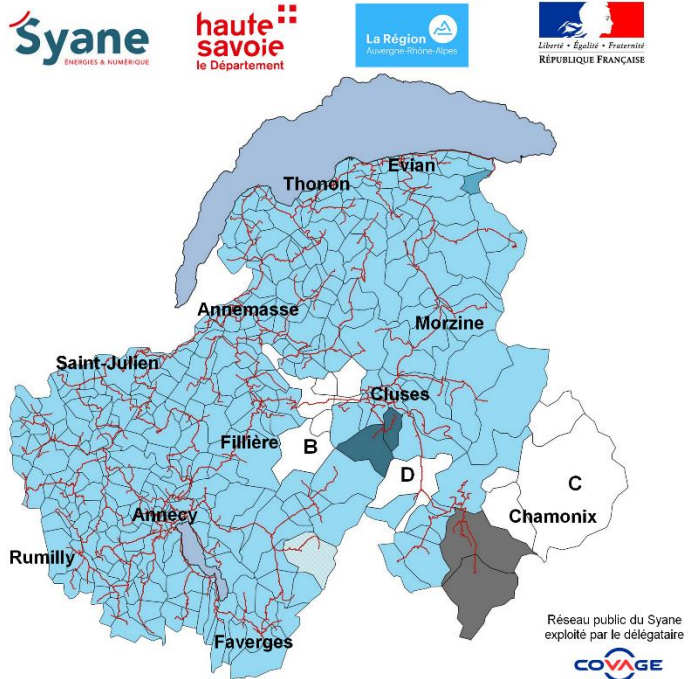 Syane
ÉNERGIES & NUMÉRIQUE
haute
savoie
le Département
La Région
Auvergne-Rhône-Alpes
Liberté • Égalité • Fraternité
RÉPUBLIQUE FRANÇAISE
Evian
Thonon
Annemasse
Morzine
Saint-Julien
Cluses
Fillière
B
D
C
Chamonix
Annecy
Rumilly
Faverges
Réseau public du Syane
exploité par le délégataire
COVAGE